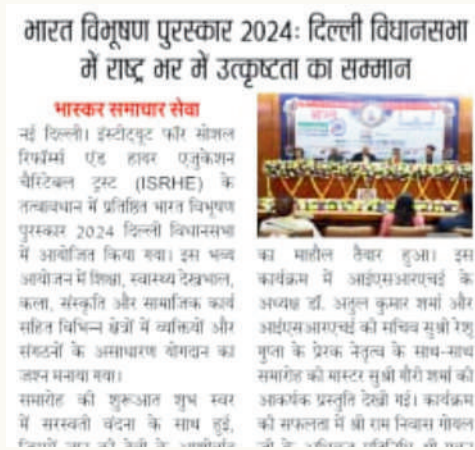 भारत विभूषण पुरस्कार 2024: दिल्ली विधानसभा
में राष्ट्र भर में उत्कृष्टता का सम्मान
भास्कर समाचार सेवा
नई दिल्ली। इंस्टीट्यूट फॉर सोशल
रिफॉर्म्स एंड हायर एजुकेशन
चैरिटेबल ट्रस्ट (ISRHE) के
तत्वावधान में प्रतिष्ठित भारत विभूषण
पुरस्कार 2024 दिल्ली विधानसभा
में आयोजित किया गया। इस भव्य
आयोजन में शिक्षा, स्वास्थ्य देखभाल,
कला, संस्कृति और सामाजिक कार्य
सहित विभिन्न क्षेत्रों में व्यक्तियों और
संगठनों के असाधारण योगदान का
जश्न मनाया गया।
समारोह की शुरूआत शुभ स्वर
में सरस्वती वंदना के साथ हुई,
का माहौल तैयार हुआ। इस
कार्यक्रम में आईएसआरएचई के
अध्यक्ष डॉ. अतुल कुमार शर्मा और
आईएसआरएचई की सचिव सुश्री रेशु
गुप्ता के प्रेरक नेतृत्व के साथ-साथ
समारोह की मास्टर सुश्री गौरी शर्मा की
आकर्षक प्रस्तुति देखी गई। कार्यक्रम
की सफलता में श्री राम निवास गोयल